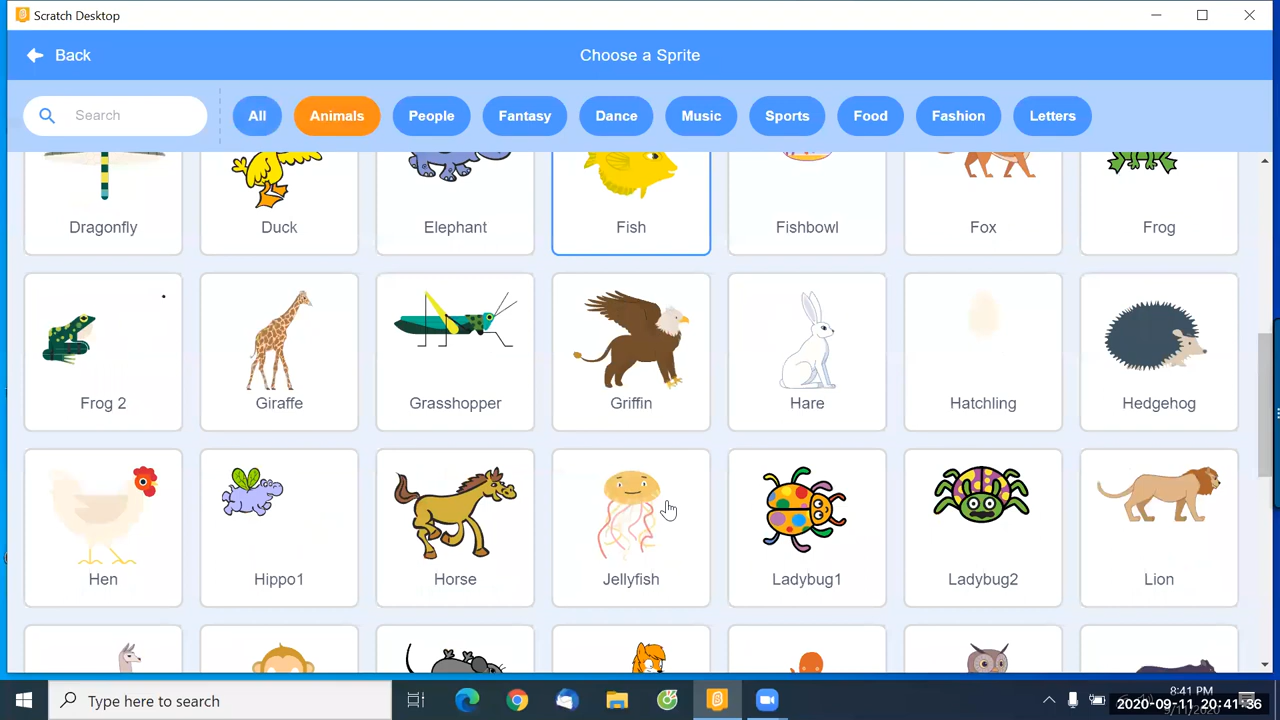 Scratch Desktop
Back
Choose a Sprite
Search
All
Animals
People
Fantasy
Dance
Music
Sports
Food
Fashion
Letters
Dragonfly
Duck
Elephant
Fish
Fishbowl
Fox
Frog
Frog 2
Giraffe
Grasshopper
Griffin
Hare
Hatchling
Hedgehog
Hen
Hippo1
Horse
Jellyfish
Ladybug1
Ladybug2
Lion
Type here to search
8:41 PM
2020-09-11 20:41:36